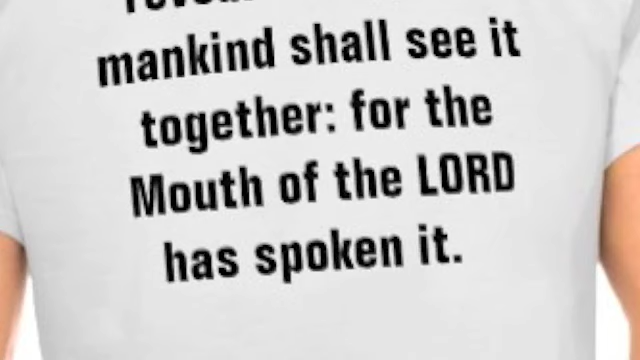 mankind shall see it
together: for the
Mouth of the LORD
has spoken it.